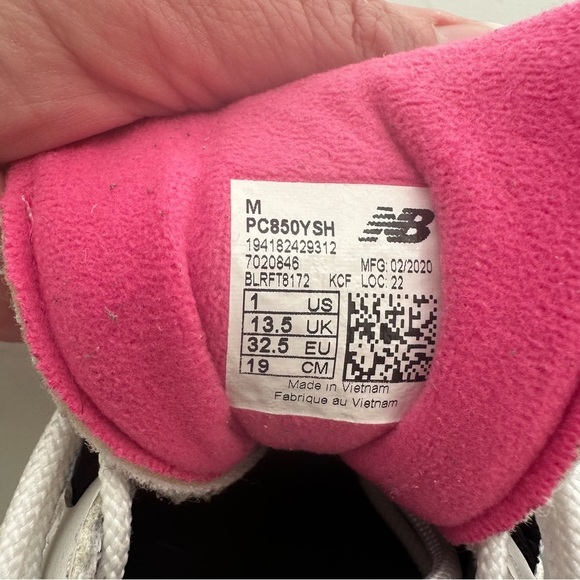 M
PC850YSH
NB
194182429312
7020846 MFG: 02/2020
BLRFT8172 KCF LOC: 22
1 US
13.5 UK
32.5 EU
19 CM
Made in Vietnam
Fabrique au Vietnam